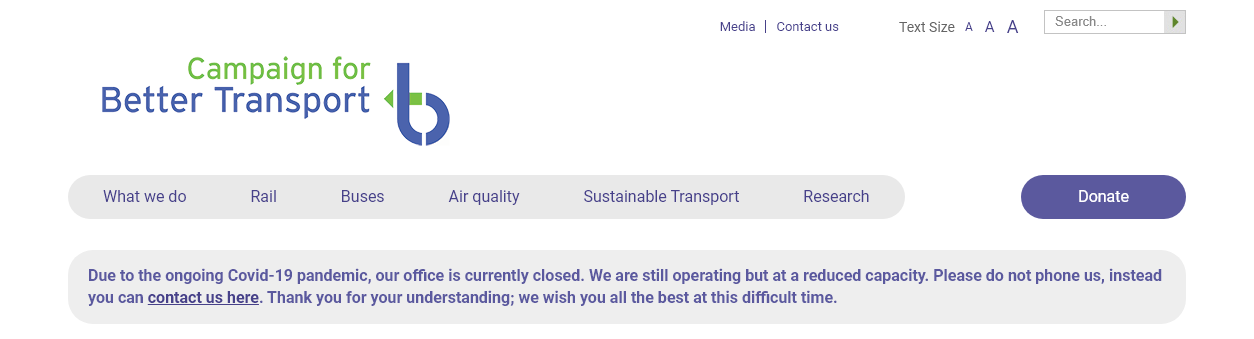 Media | Contact us Text Size A A A Search...
Campaign for
Better Transport
What we do Rail Buses Air quality Sustainable Transport Research Donate
Due to the ongoing Covid-19 pandemic, our office is currently closed. We are still operating but at a reduced capacity. Please do not phone us, instead
you can contact us here. Thank you for your understanding; we wish you all the best at this difficult time.